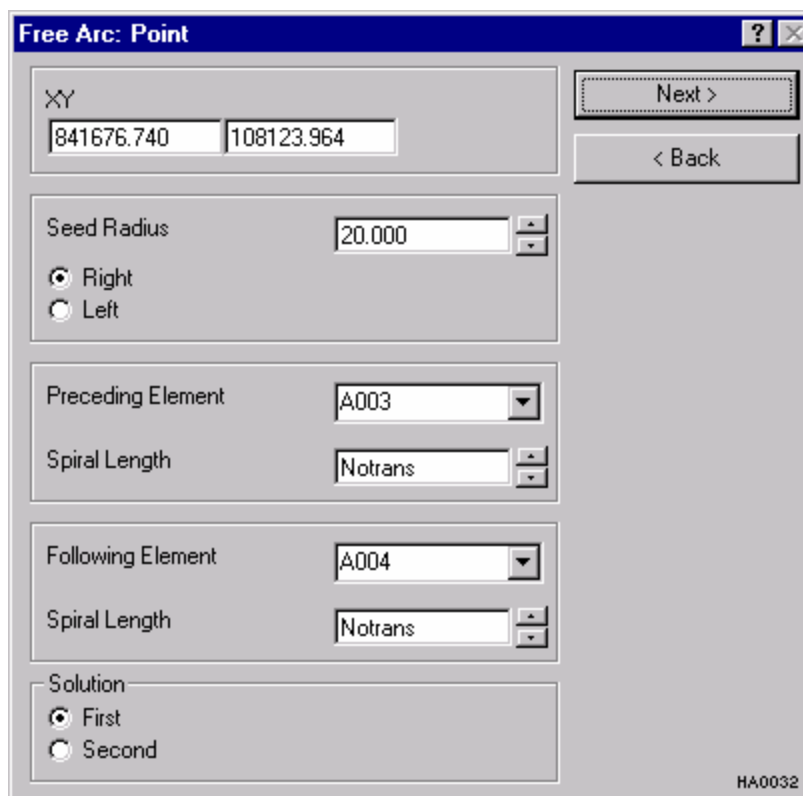 Free Arc: Point
?
XY
841676.740 108123.964
Next >
< Back
Seed Radius 20.000
Right
Left
Preceding Element A003
Spiral Length Notrans
Following Element A004
Spiral Length Notrans
Solution
First
Second
HA0032